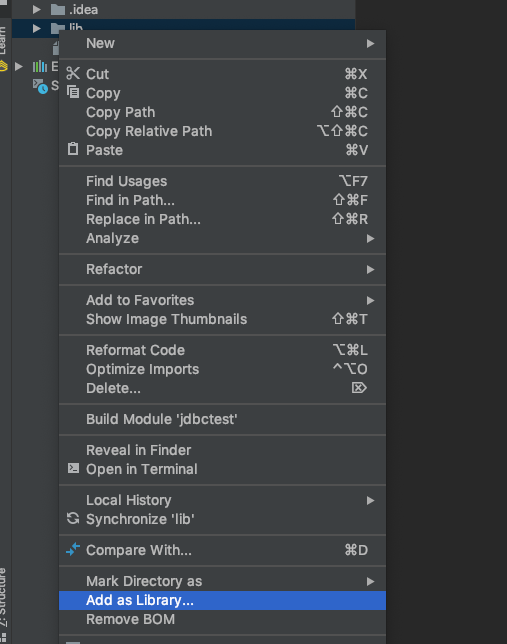 .idea
lib
Learn
New
E
Cut ⌘X
S
Copy ⌘C
Copy Path ⇧⌘C
Copy Relative Path ⌥⇧⌘C
Paste ⌘V
Find Usages ⌥F7
Find in Path... ⇧⌘F
Replace in Path... ⇧⌘R
Analyze
Refactor
Add to Favorites
Show Image Thumbnails ⇧⌘T
Reformat Code ⌥⌘L
Optimize Imports ^⌥O
Delete... ⌦
Build Module 'jdbctest'
Reveal in Finder
Open in Terminal
Local History
Synchronize 'lib'
Compare With... ⌘D
Mark Directory as
Add as Library...
Remove BOM
Z: Structure